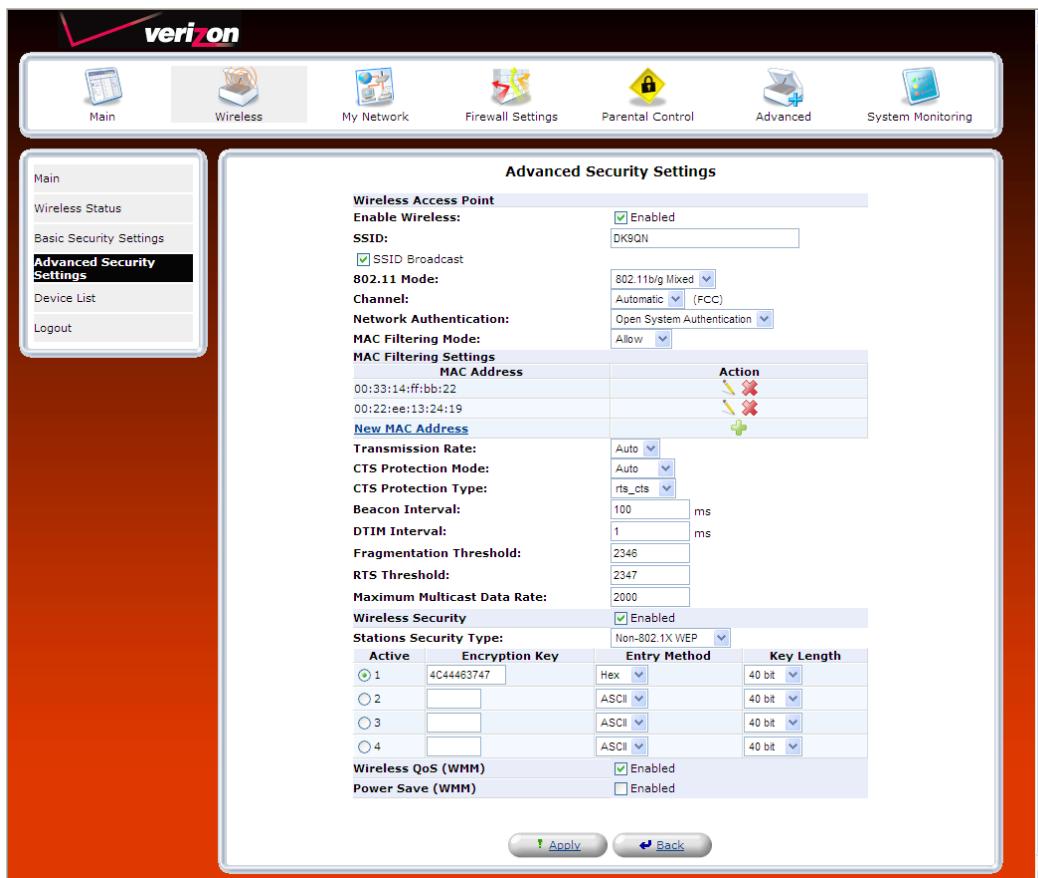 verizon
Main Wireless My Network Firewall Settings Parental Control Advanced System Monitoring
Main
Wireless Status
Basic Security Settings
Advanced Security
Settings
Device List
Logout
Advanced Security Settings
Wireless Access Point
Enable Wireless: Enabled
SSID: DK9QN
SSID Broadcast
802.11 Mode: 802.11b/g Mixed
Channel: Automatic (FCC)
Network Authentication: Open System Authentication
MAC Filtering Mode: Allow
MAC Filtering Settings
MAC Address Action
00:33:14:ff:bb:22
00:22:ee:13:24:19
New MAC Address
Transmission Rate: Auto
CTS Protection Mode: Auto
CTS Protection Type: rts_cts
Beacon Interval: 100 ms
DTIM Interval: 1 ms
Fragmentation Threshold: 2346
RTS Threshold: 2347
Maximum Multicast Data Rate: 2000
Wireless Security Enabled
Stations Security Type: Non-802.1X WEP
Active Encryption Key Entry Method Key Length
1 4C44463747 Hex 40 bit
2 ASCII 40 bit
3 ASCII 40 bit
4 ASCII 40 bit
Wireless QoS (WMM) Enabled
Power Save (WMM) Enabled
! Apply Back